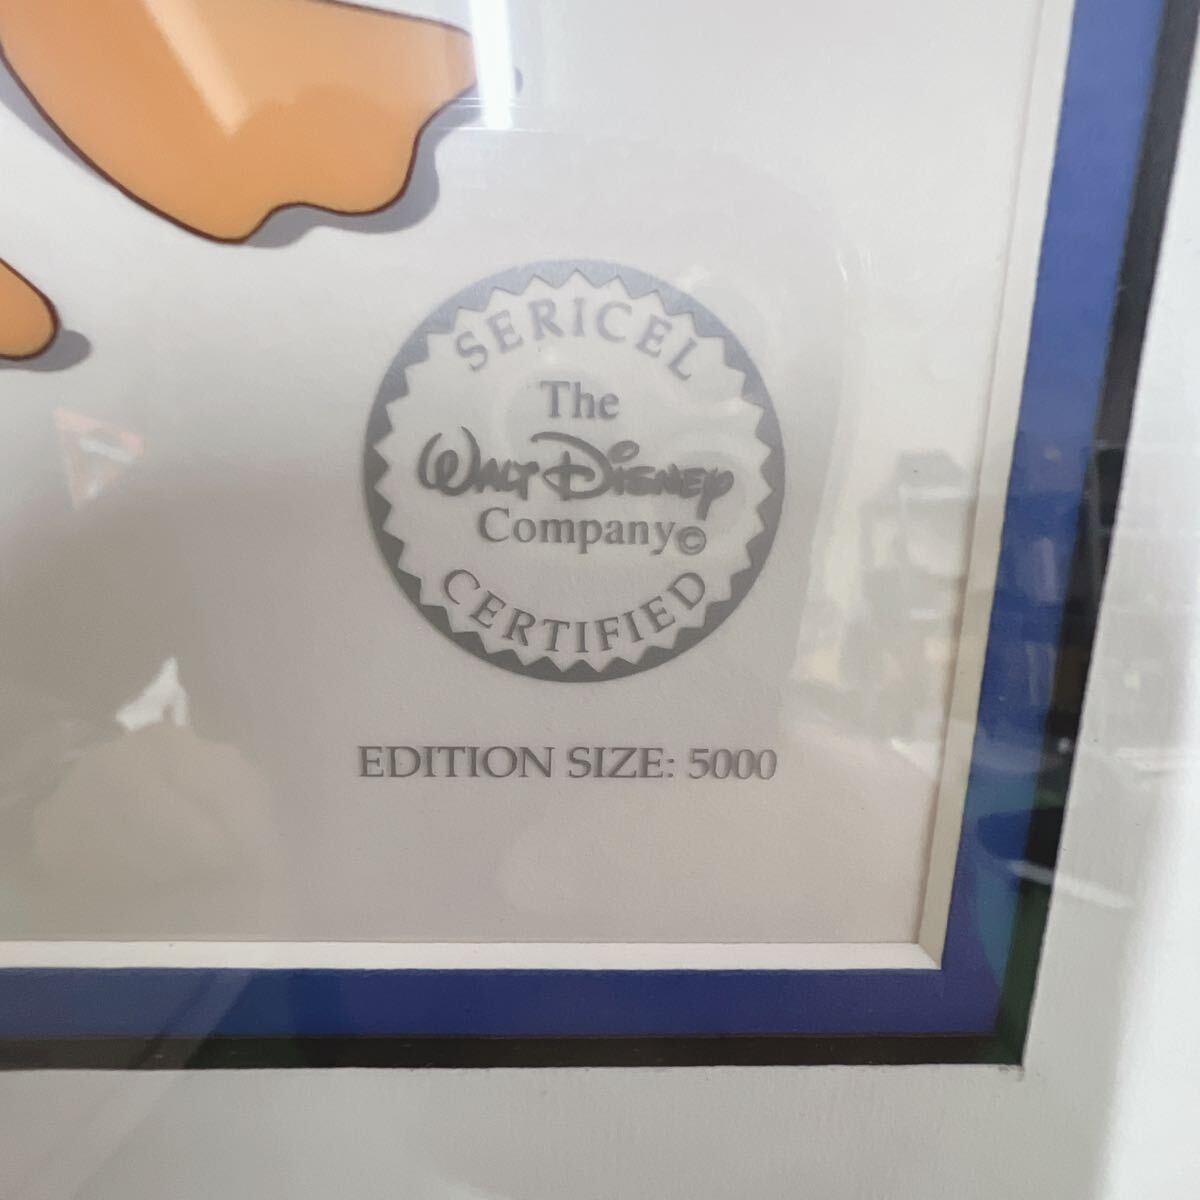 SERICEL
The
WALT DISNEY
Company©
CERTIFIED
EDITION SIZE: 5000